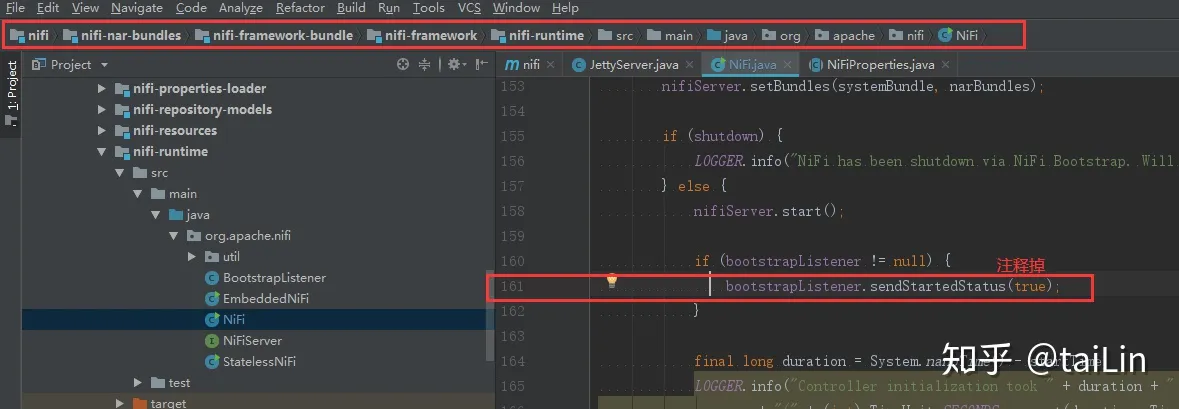 File Edit View Navigate Code Analyze Refactor Build Run Tools VCS Window Help
nifi nifi-nar-bundles nifi-framework-bundle nifi-framework nifi-runtime src main java org apache nifi NiFi
1: Project
Project
nifi JettyServer.java NiFi.java NiFiProperties.java
nifi-properties-loader
nifi-repository-models
nifi-resources
nifi-runtime
src
main
java
org.apache.nifi
util
BootstrapListener
EmbeddedNiFi
NiFi
NiFiServer
StatelessNiFi
test
target
153 nifiServer.setBundles(systemBundle, narBundles);
154
155 if (shutdown) {
156 LOGGER.info("NiFi has been shutdown via NiFi Bootstrap. Will
157 } else {
158 nifiServer.start();
159
160 if (bootstrapListener != null) {
注释掉
161 bootstrapListener.sendStartedStatus(true);
162 }
164 final long duration = System.nanoTime() - startTime
165 LOGGER.info("Controller initialization took " + duration + "
知乎 @taiLin